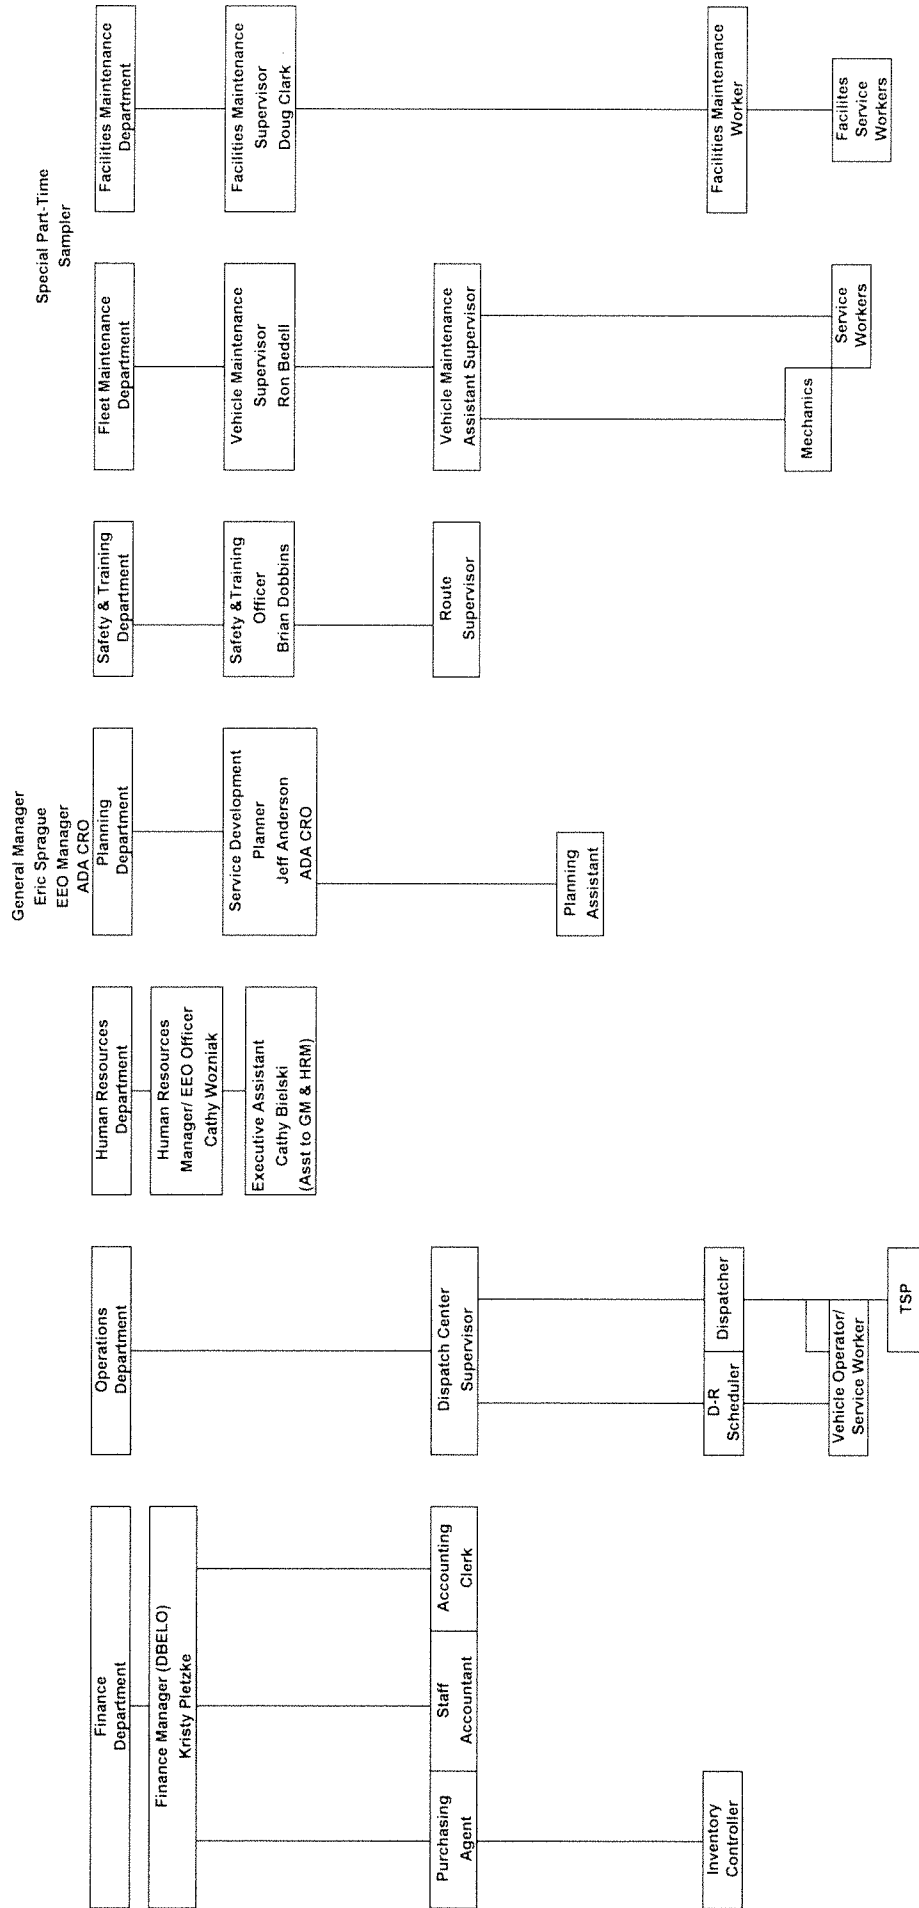 General Manager
Eric Sprague
EEO Manager
ADA CRO
Special Part-Time
Sampler
Finance
Department
Finance Manager (DBELO)
Kristy Pletzke
Purchasing
Agent
Staff
Accountant
Accounting
Clerk
Inventory
Controller
Operations
Department
Dispatch Center
Supervisor
D-R
Scheduler
Dispatcher
Vehicle Operator/
Service Worker
TSP
Human Resources
Department
Human Resources
Manager/ EEO Officer
Cathy Wozniak
Executive Assistant
Cathy Bielski
(Asst to GM & HRM)
Planning
Department
Service Development
Planner
Jeff Anderson
ADA CRO
Planning
Assistant
Safety & Training
Department
Safety &Training
Officer
Brian Dobbins
Route
Supervisor
Fleet Maintenance
Department
Vehicle Maintenance
Supervisor
Ron Bedell
Vehicle Maintenance
Assistant Supervisor
Mechanics
Service
Workers
Facilities Maintenance
Department
Facilities Maintenance
Supervisor
Doug Clark
Facilities Maintenance
Worker
Facilites
Service
Workers